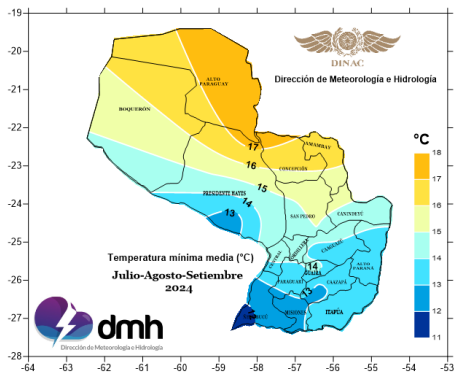 DINAC
Dirección de Meteorología e Hidrología
ALTO
PARAGUAY
BOQUERÓN
17
AMAMBAY
16
CONCEPCIÓN
15
PRESIDENTE HAYES
14
13
SAN PEDRO
CANINDEYÚ
Temperatura mínima media (°C)
Julio-Agosto-Setiembre
2024
CORDILLERA
CAAGUAZÚ
CENTRAL
14
GUAIRÁ
ALTO
PARANÁ
PARAGUARÍ
CAAZAPÁ
13
MISIONES
ITAPÚA
dmh
Dirección de Meteorología e Hidrología
°C
18
17
16
15
14
13
12
11
-19
-20
-21
-22
-23
-24
-25
-26
-27
-28
-64
-63
-62
-61
-60
-59
-58
-57
-56
-55
-54
-53